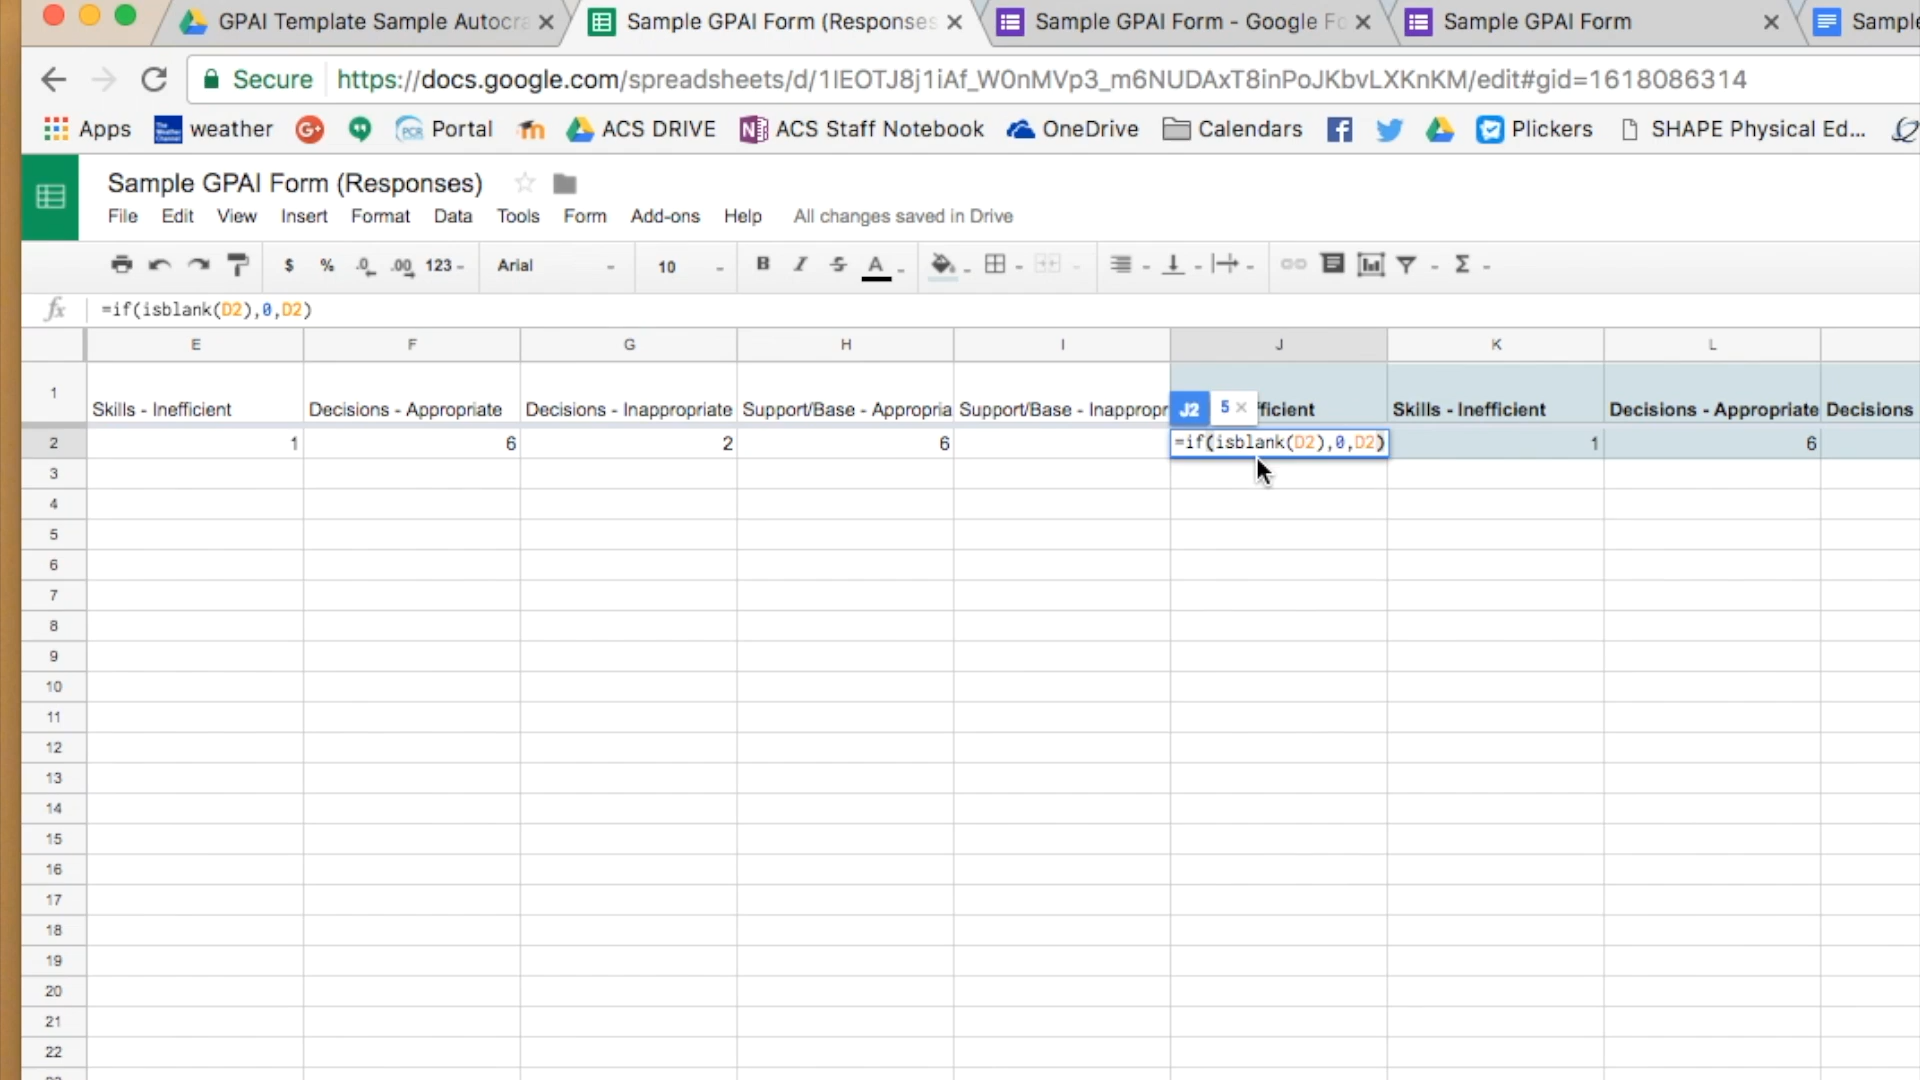 GPAI Template Sample Autocra
Sample GPAI Form (Responses
Sample GPAI Form - Google Fo
Sample GPAI Form
Sample
Secure
https://docs.google.com/spreadsheets/d/1IEOTJ8j1iAf_W0nMVp3_m6NUDAxT8inPoJKbvLXKnKM/edit#gid=1618086314
Apps weather Portal ACS DRIVE ACS Staff Notebook OneDrive Calendars Plickers SHAPE Physical Ed...
Sample GPAI Form (Responses)
File Edit View Insert Format Data Tools Form Add-ons Help All changes saved in Drive
$ % .0 .00 123 Arial 10 B I S A Σ
fx =if(isblank(D2),0,D2)
E F G H I J K L
1 Skills - Inefficient Decisions - Appropriate Decisions - Inappropriate Support/Base - Appropria Support/Base - Inappropr J2 5 × fficient Skills - Inefficient Decisions - Appropriate Decisions
2 1 6 2 6 =if(isblank(D2),0,D2) 1 6
3
4
5
6
7
8
9
10
11
12
13
14
15
16
17
18
19
20
21
22